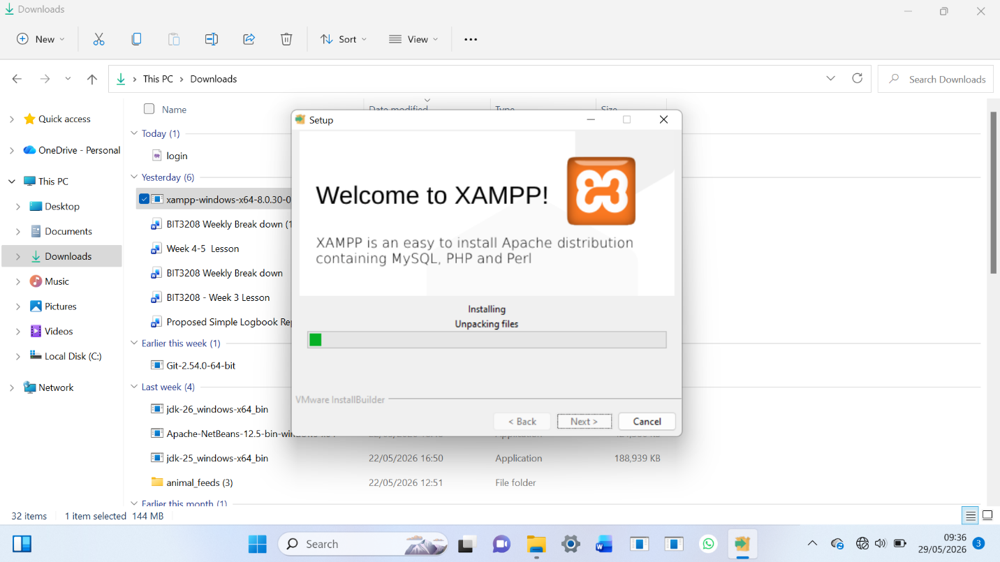 Downloads
New
Sort
View
This PC
Downloads
Search Downloads
Name
Date modified
Type
Size
Quick access
OneDrive - Personal
This PC
Desktop
Documents
Downloads
Music
Pictures
Videos
Local Disk (C:)
Network
Today (1)
login
Yesterday (6)
xampp-windows-x64-8.0.30-0
BIT3208 Weekly Break down (1
Week 4-5 Lesson
BIT3208 Weekly Break down
BIT3208 - Week 3 Lesson
Proposed Simple Logbook Rep
Earlier this week (1)
Git-2.54.0-64-bit
Last week (4)
jdk-26_windows-x64_bin
Apache-NetBeans-12.5-bin-windows-x64
jdk-25_windows-x64_bin 22/05/2026 16:50 Application 188,939 KB
animal_feeds (3) 22/05/2026 12:51 File folder
Earlier this month (1)
Setup
Welcome to XAMPP!
XAMPP is an easy to install Apache distribution
containing MySQL, PHP and Perl
Installing
Unpacking files
VMware InstallBuilder
< Back
Next >
Cancel
32 items 1 item selected 144 MB
Search
09:36
29/05/2026
3